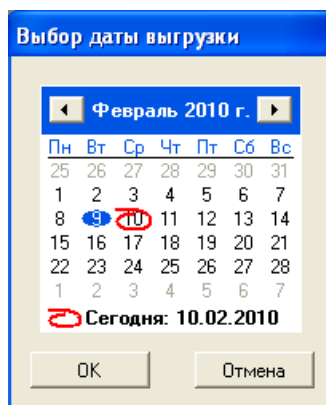 Выбор даты выгрузки
Февраль 2010 г.
Пн Вт Ср Чт Пт Сб Вс
25 26 27 28 29 30 31
1 2 3 4 5 6 7
8 9 10 11 12 13 14
15 16 17 18 19 20 21
22 23 24 25 26 27 28
1 2 3 4 5 6 7
Сегодня: 10.02.2010
OK Отмена